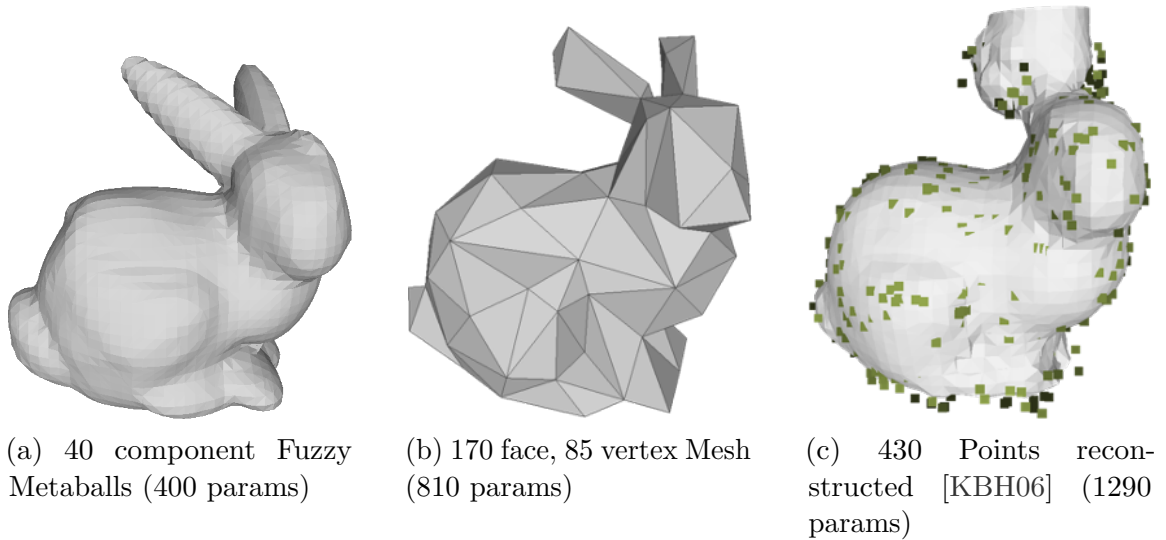 (a) 40 component Fuzzy
Metaballs (400 params)
(b) 170 face, 85 vertex Mesh
(810 params)
(c) 430 Points recon-
structed [KBH06] (1290
params)